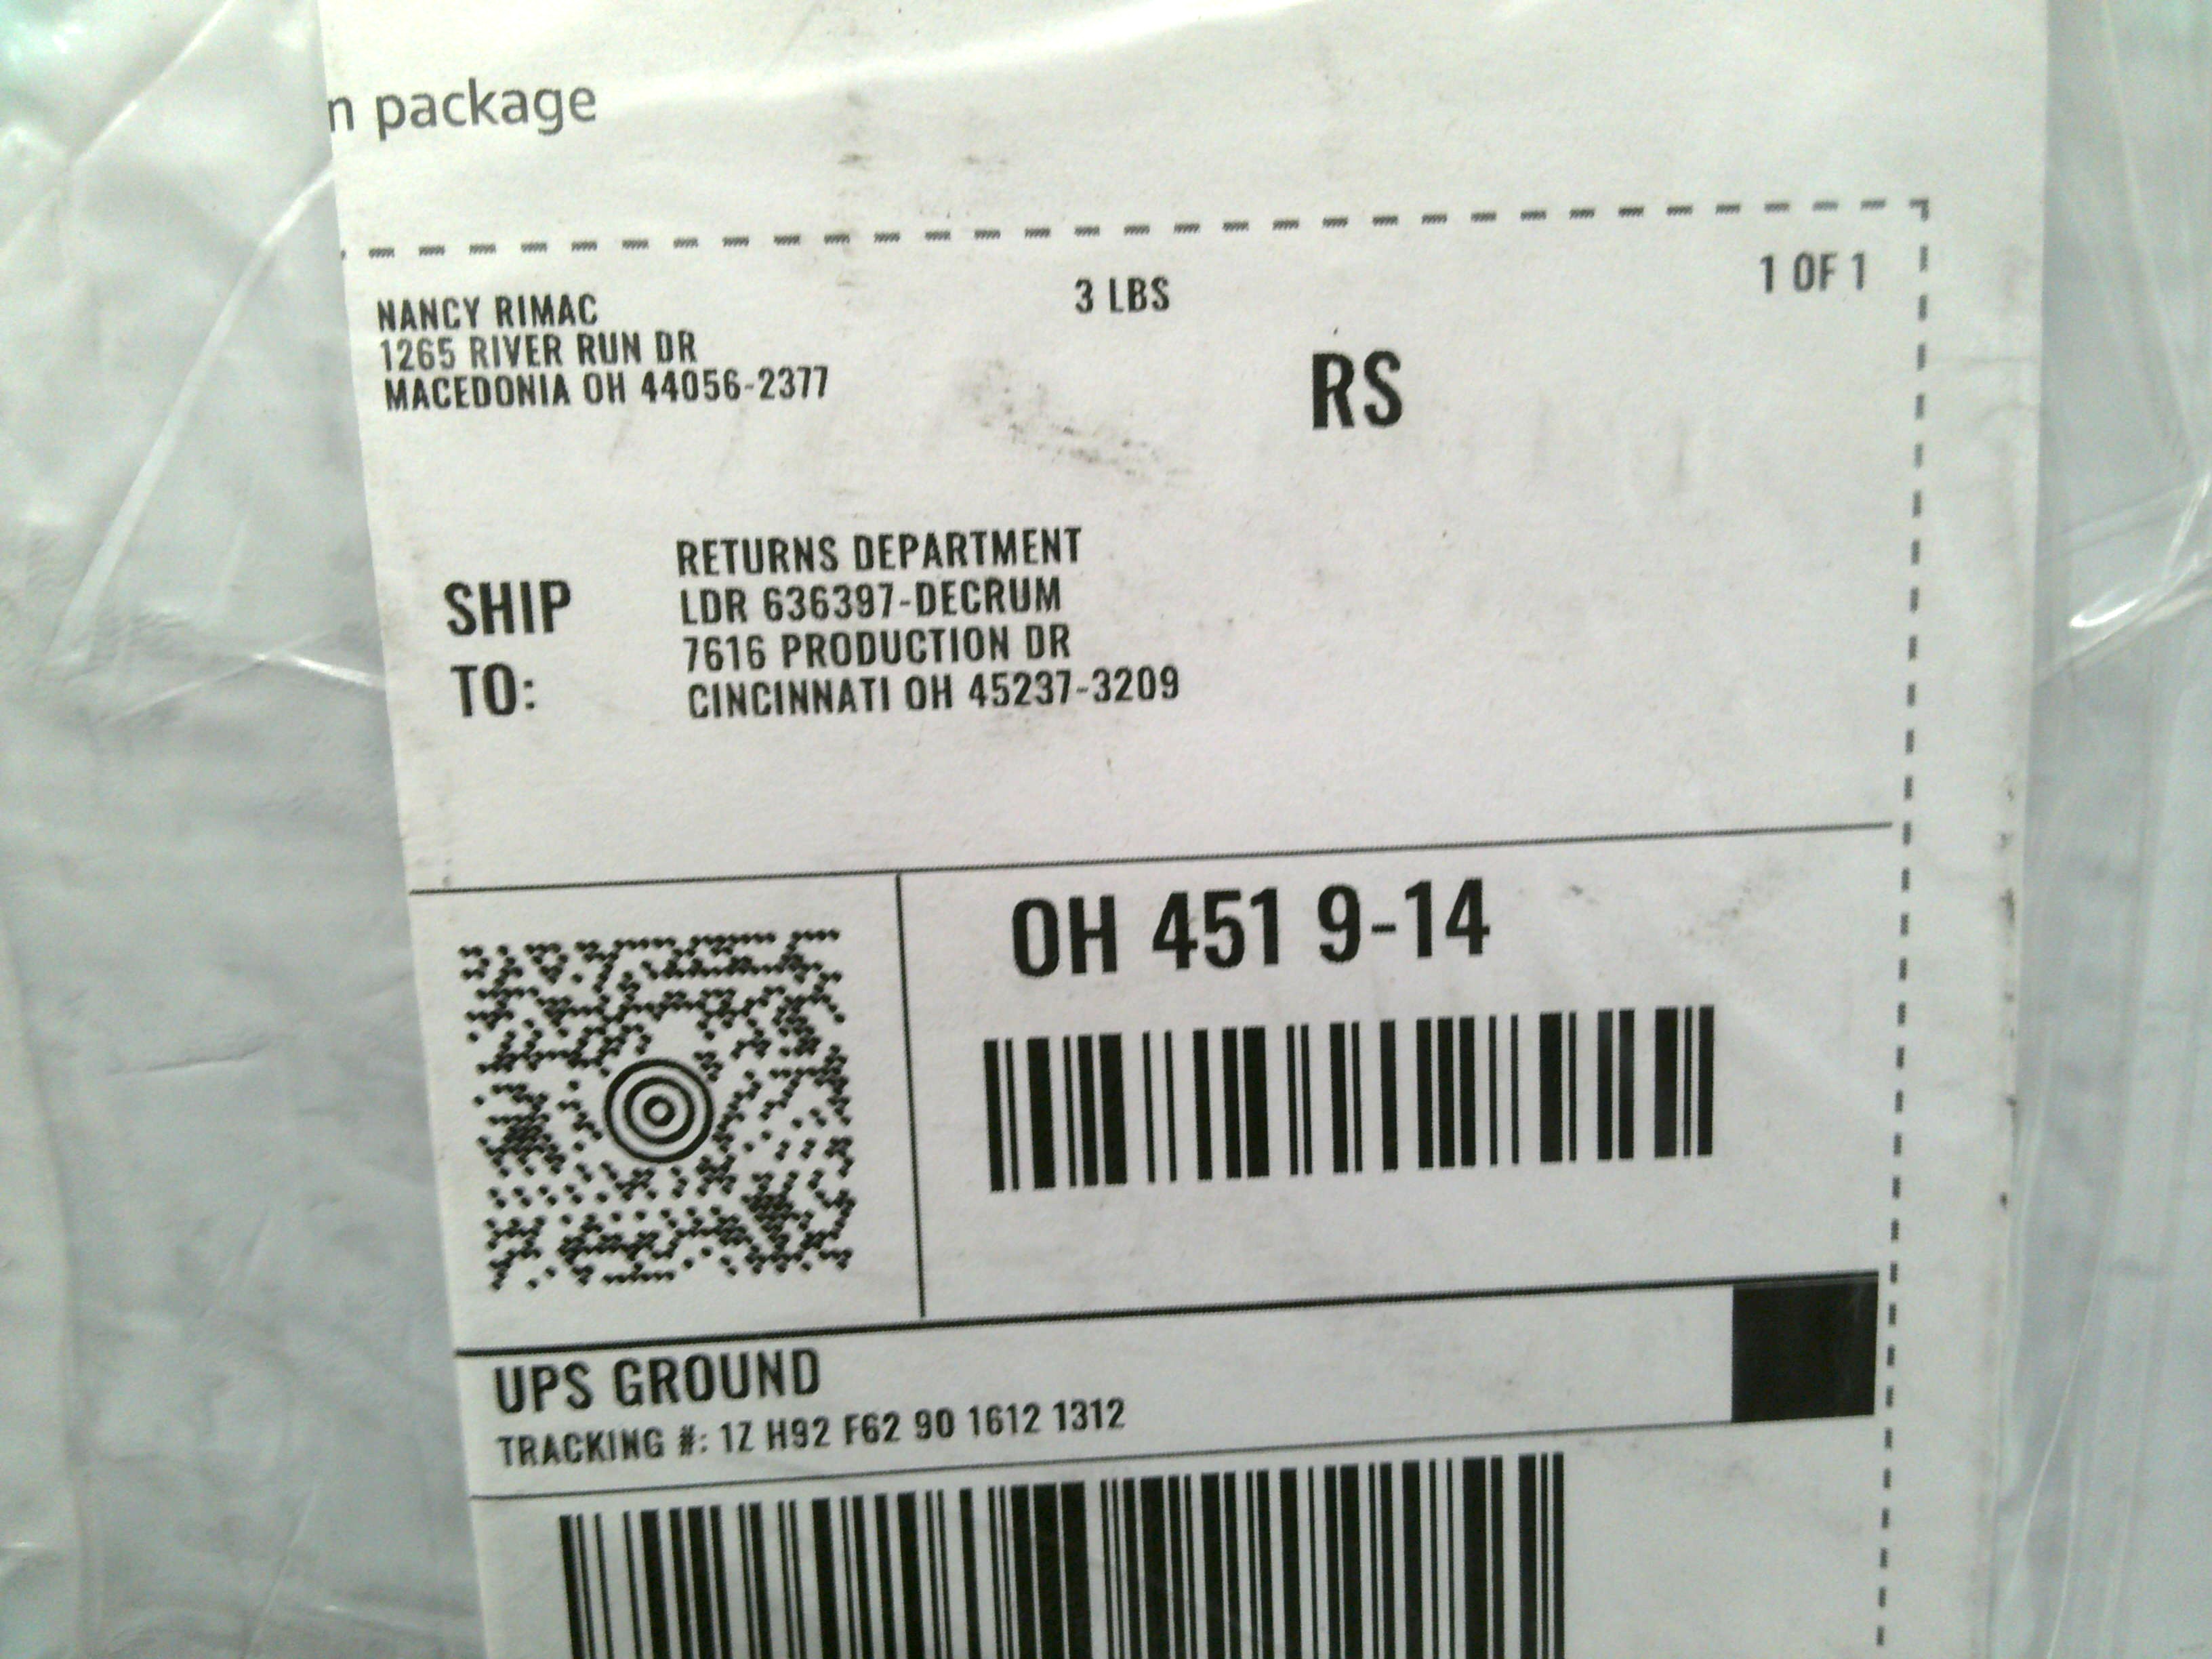 n package
NANCY RIMAC
1265 RIVER RUN DR
MACEDONIA OH 44056-2377
3 LBS
1 OF 1
RS
SHIP
TO:
RETURNS DEPARTMENT
LDR 636397-DECRUM
7616 PRODUCTION DR
CINCINNATI OH 45237-3209
OH 451 9-14
UPS GROUND
TRACKING #: 1Z H92 F62 90 1612 1312